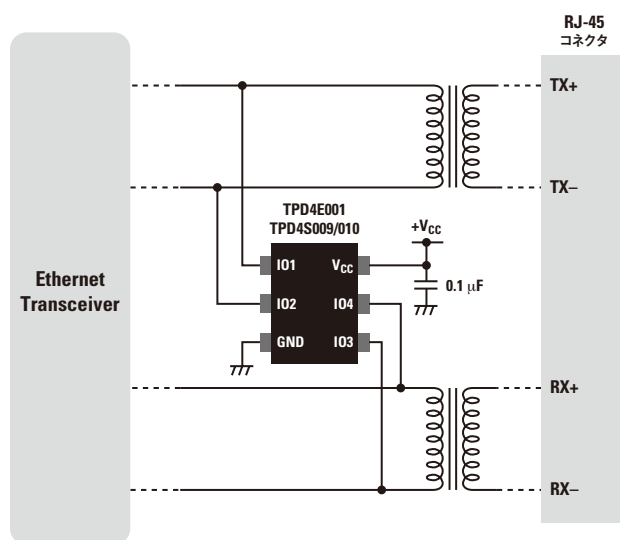 RJ-45
コネクタ
TX+
TX–
TPD4E001
TPD4S009/010
+VCC
IO1
VCC
0.1 μF
Ethernet
Transceiver
IO2
IO4
GND
IO3
RX+
RX–